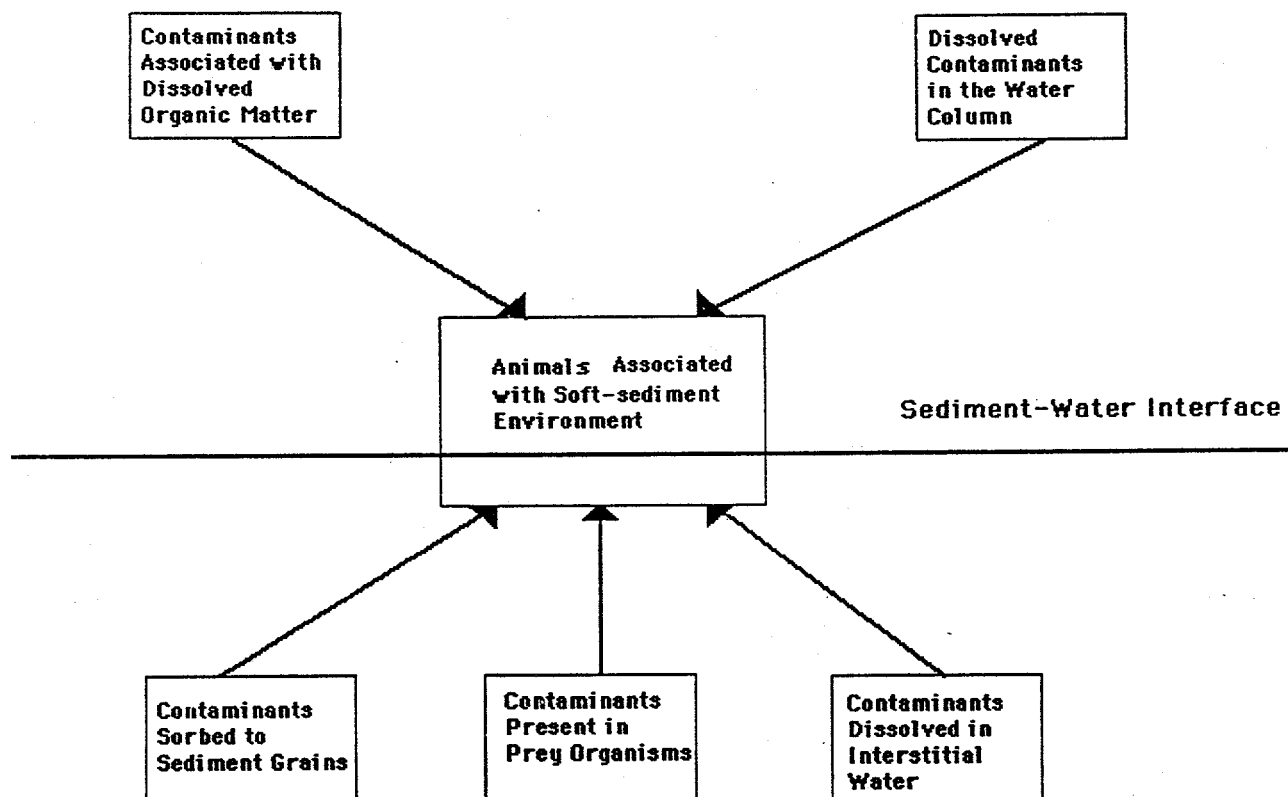 Contaminants
Associated with
Dissolved
Organic Matter
Dissolved
Contaminants
in the Water
Column
Animals Associated
with Soft-sediment
Environment
Sediment-Water Interface
Contaminants
Sorbed to
Sediment Grains
Contaminants
Present in
Prey Organisms
Contaminants
Dissolved in
Interstitial
Water